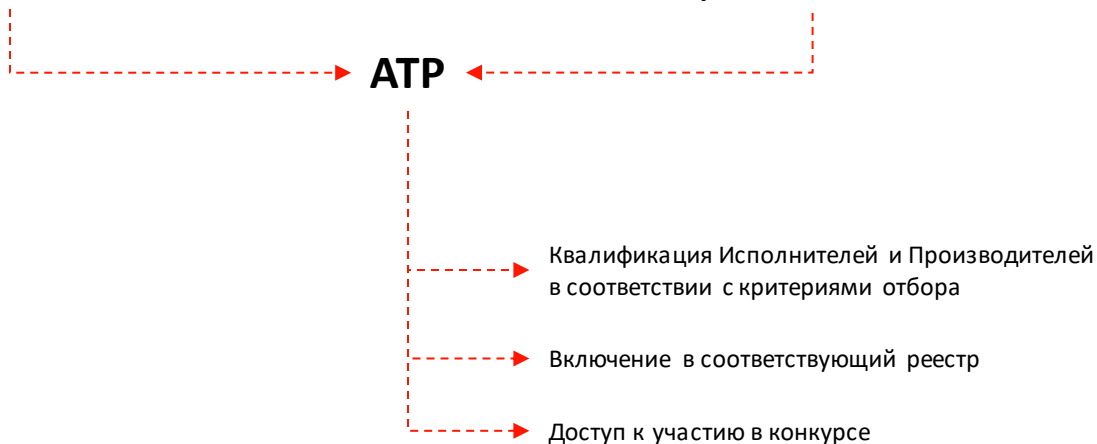 АТР
Квалификация Исполнителей и Производителей
в соответствии с критериями отбора
Включение в соответствующий реестр
Доступ к участию в конкурсе